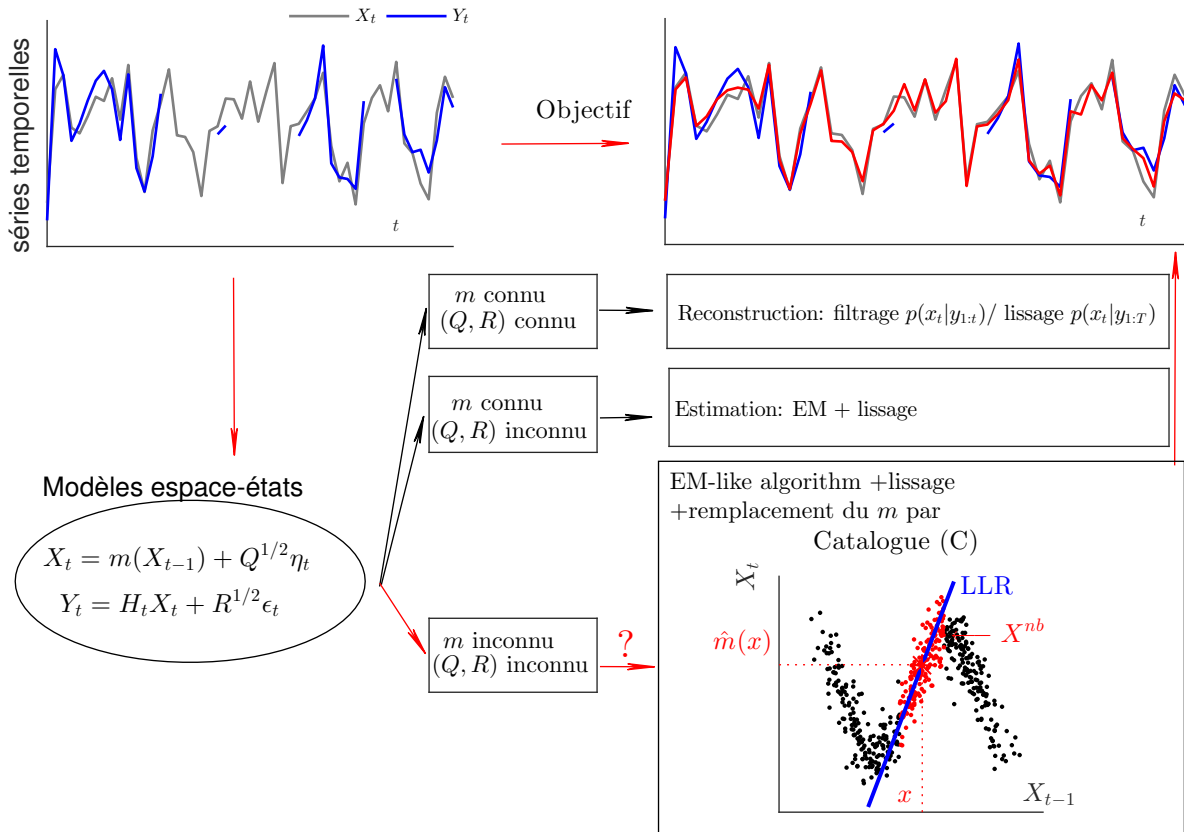 X_t Y_t
séries temporelles
t
Objectif
t
m connu
(Q, R) connu
Reconstruction: filtrage p(x_t|y_{1:t})/ lissage p(x_t|y_{1:T})
m connu
(Q, R) inconnu
Estimation: EM + lissage
Modèles espace-états
X_t = m(X_{t−1}) + Q^{1/2}η_t
Y_t = H_tX_t + R^{1/2}ϵ_t
m inconnu
(Q, R) inconnu
?
EM-like algorithm +lissage
+remplacement du m par
Catalogue (C)
X_t
LLR
m̂(x)
X^{nb}
x
X_{t−1}